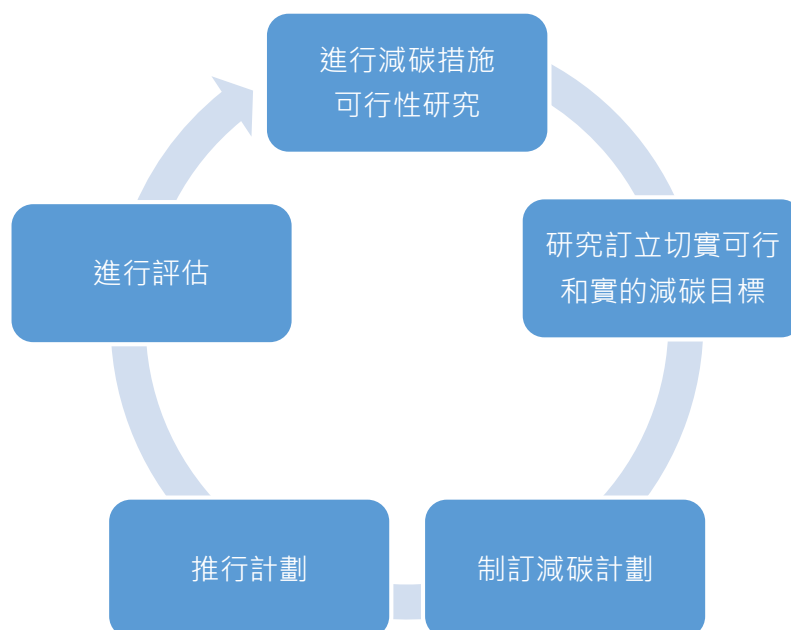 進行減碳措施
可行性研究
研究訂立切實可行
和實的減碳目標
制訂減碳計劃
推行計劃
進行評估